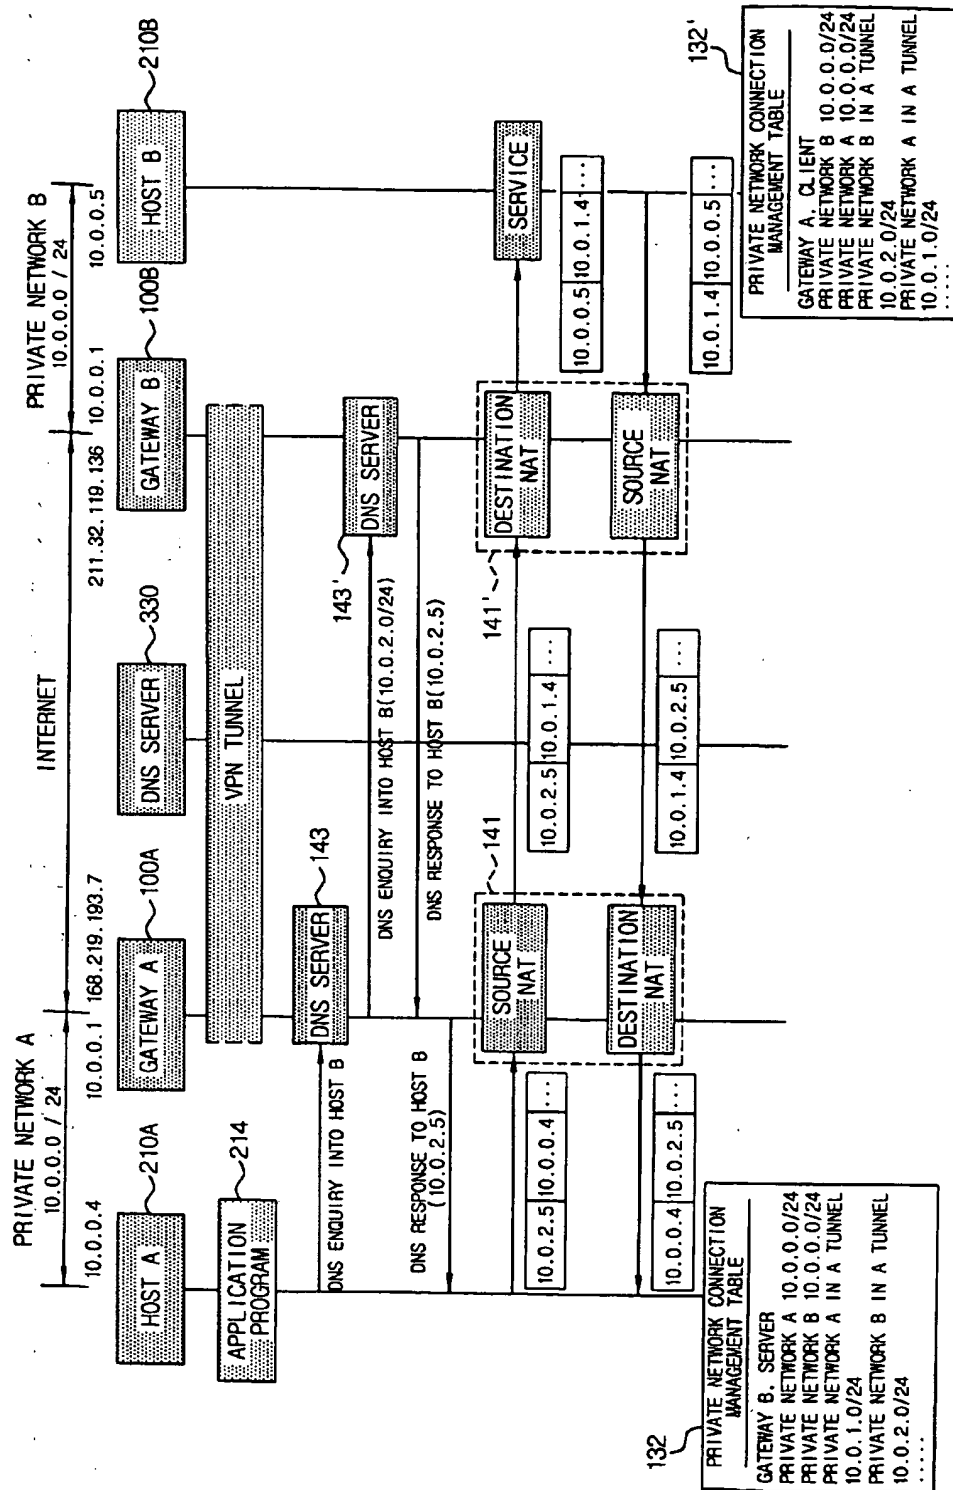 PRIVATE NETWORK A
10.0.0.0 / 24
INTERNET
PRIVATE NETWORK B
10.0.0.0 / 24
10.0.0.4
10.0.0.1
168.219.193.7
211.32.119.136
10.0.0.1
10.0.0.5
HOST A
210A
GATEWAY A
100A
DNS SERVER
330
GATEWAY B
100B
HOST B
210B
APPLICATION
PROGRAM
214
VPN TUNNEL
DNS ENQUIRY INTO HOST B
DNS SERVER
143
DNS ENQUIRY INTO HOST B(10.0.2.0/24)
DNS SERVER
143'
DNS RESPONSE TO HOST B(10.0.2.5)
DNS RESPONSE TO HOST B
(10.0.2.5)
141
141'
SOURCE
NAT
DESTINATION
NAT
SERVICE
10.0.2.5 10.0.0.4 ...
10.0.2.5 10.0.1.4 ...
10.0.0.5 10.0.1.4 ...
DESTINATION
NAT
SOURCE
NAT
10.0.0.4 10.0.2.5 ...
10.0.1.4 10.0.2.5 ...
10.0.1.4 10.0.0.5 ...
132
PRIVATE NETWORK CONNECTION
MANAGEMENT TABLE
GATEWAY B. SERVER
PRIVATE NETWORK A 10.0.0.0/24
PRIVATE NETWORK B 10.0.0.0/24
PRIVATE NETWORK A IN A TUNNEL
10.0.1.0/24
PRIVATE NETWORK B IN A TUNNEL
10.0.2.0/24
.....
132'
PRIVATE NETWORK CONNECTION
MANAGEMENT TABLE
GATEWAY A, CLIENT
PRIVATE NETWORK B 10.0.0.0/24
PRIVATE NETWORK A 10.0.0.0/24
PRIVATE NETWORK B IN A TUNNEL
10.0.2.0/24
PRIVATE NETWORK A IN A TUNNEL
10.0.1.0/24
.....